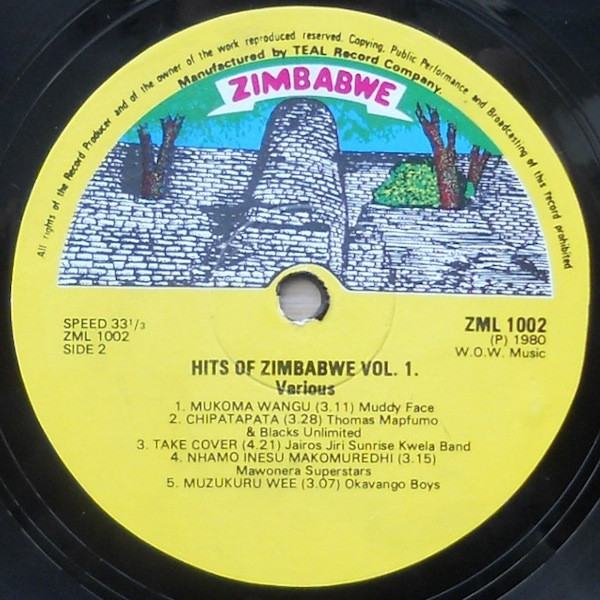 All rights of the Record Producer and of the owner of the work reproduced reserved. Copying, Public Performance and Broadcasting of this record prohibited
Manufactured by TEAL Record Company.
ZIMBABWE
SPEED 33 1/3
ZML 1002
SIDE 2
ZML 1002
(P) 1980
W.O.W. Music
HITS OF ZIMBABWE VOL. 1.
Various
1. MUKOMA WANGU (3.11) Muddy Face
2. CHIPATAPATA (3.28) Thomas Mapfumo
& Blacks Unlimited
3. TAKE COVER (4.21) Jairos Jiri Sunrise Kwela Band
4. NHAMO INESU MAKOMUREDHI (3.15)
Mawonera Superstars
5. MUZUKURU WEE (3.07) Okavango Boys